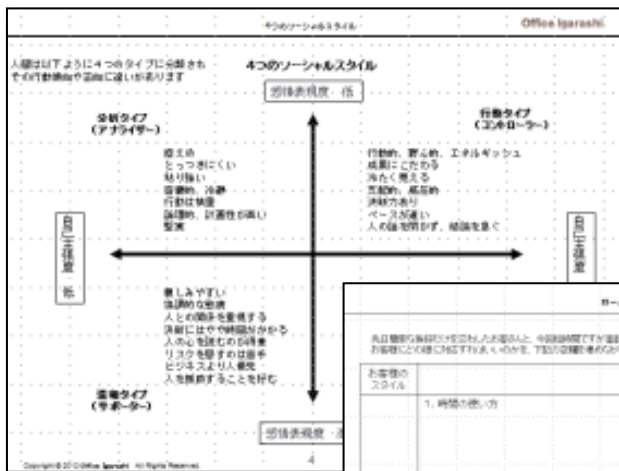 4つのソーシャルスタイル
Office Igarashi
人間は以下ように4つのタイプに分類され
その行動傾向や志向に違いがあります
4つのソーシャルスタイル
感情表現度 低
分析タイプ
(アナライザー)
行動タイプ
(コントローラー)
控えめ
とっつきにくい
粘り強い
冷静
行動は慎重
論理的、計画性が高い
堅実
行動的、野心的、エネルギッシュ
成果にこだわる
冷たく見える
支配的、威圧的
決断力あり
ペースが速い
人の話を聞かず、結論を急ぐ
自己主張度 低
自己主張度
親しみやすい
協調的な態度
人との関係を重視する
決断にはやや時間がかかる
人の心を読むのが得意
リスクを冒すのは苦手
ビジネスより人優先
人を援助することを好む
(サポーター)
感情表現度
4
Copyright © 2012 Office Igarashi All Rights Reserved.
お客様の
スタイル
1. 時間の使い方